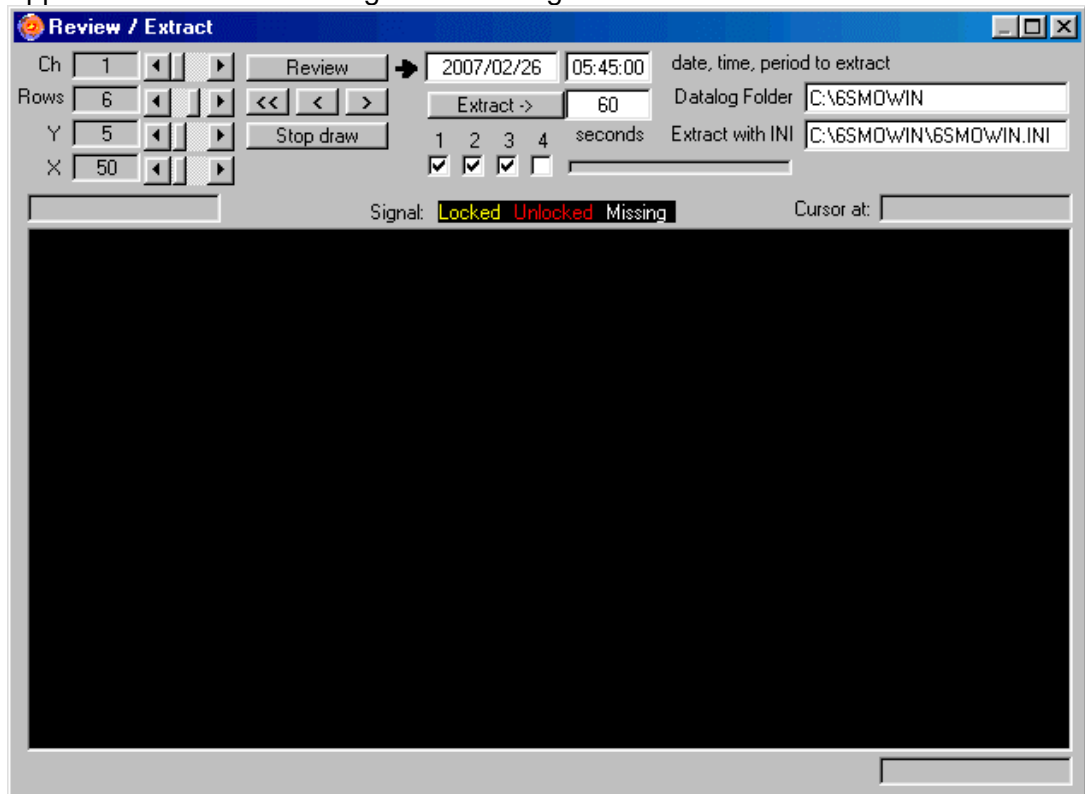 Review / Extract
Ch 1 Review 2007/02/26 05:45:00 date, time, period to extract
Rows 6 << < > Extract -> 60 Datalog Folder C:\6SMOWIN
Y 5 Stop draw 1 2 3 4 seconds Extract with INI C:\6SMOWIN\6SMOWIN.INI
X 50
Signal: Locked Unlocked Missing Cursor at: